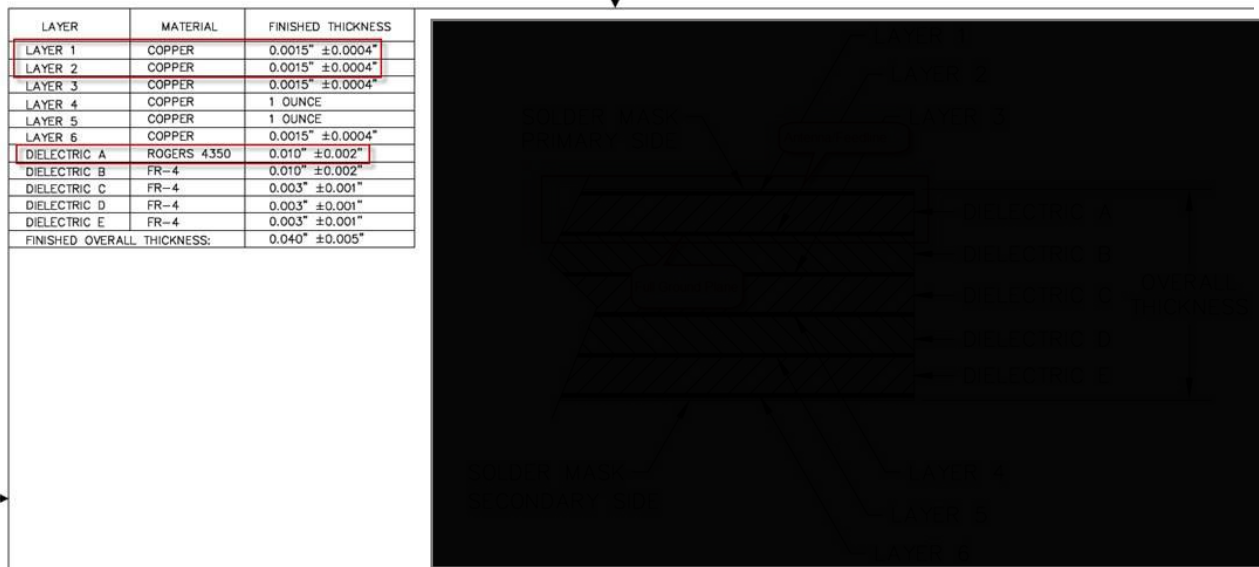 LAYER MATERIAL FINISHED THICKNESS
LAYER 1 COPPER 0.0015" ±0.0004"
LAYER 2 COPPER 0.0015" ±0.0004"
LAYER 3 COPPER 0.0015" ±0.0004"
LAYER 4 COPPER 1 OUNCE
LAYER 5 COPPER 1 OUNCE
LAYER 6 COPPER 0.0015" ±0.0004"
DIELECTRIC A ROGERS 4350 0.010" ±0.002"
DIELECTRIC B FR-4 0.010" ±0.002"
DIELECTRIC C FR-4 0.003" ±0.001"
DIELECTRIC D FR-4 0.003" ±0.001"
DIELECTRIC E FR-4 0.003" ±0.001"
FINISHED OVERALL THICKNESS: 0.040" ±0.005"
LAYER 1
LAYER 2
LAYER 3
SOLDER MASK
PRIMARY SIDE
DIELECTRIC A
DIELECTRIC B
DIELECTRIC C
DIELECTRIC D
DIELECTRIC E
OVERALL
THICKNESS
SOLDER MASK
SECONDARY SIDE
LAYER 4
LAYER 5
LAYER 6